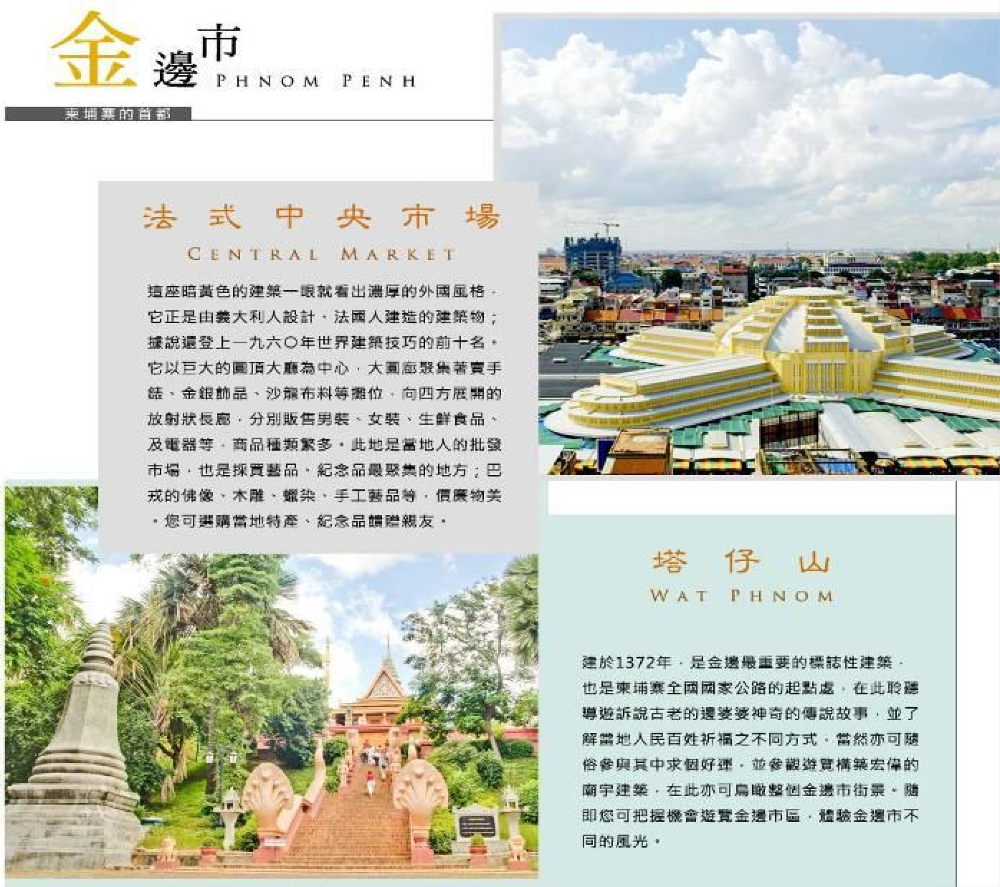 金邊市
PHNOM PENH
柬埔寨的首都
法式中央市場
CENTRAL MARKET
這座暗黃色的建築一眼就看出濃厚的外國風格，
它正是由義大利人設計、法國人建造的建築物；
據說還登上一九六〇年世界建築技巧的前十名。
它以巨大的圓頂大廳為中心，大圓廊聚集著賣手
錶、金銀飾品、沙龍布料等攤位，向四方展開的
放射狀長廊，分別販售男裝、女裝、生鮮食品、
及電器等，商品種類繁多。此地是當地人的批發
市場，也是採買藝品、紀念品最聚集的地方；巴
戎的佛像、木雕、蠟染、手工藝品等，價廉物美
。您可選購當地特產、紀念品饋贈親友。
塔仔山
WAT PHNOM
建於1372年，是金邊最重要的標誌性建築，
也是柬埔寨全國國家公路的起點處，在此聆聽
導遊訴說古老的邊婆婆神奇的傳說故事，並了
解當地人民百姓祈福之不同方式，當然亦可隨
俗參與其中求個好運，並參觀遊覽構築宏偉的
廟宇建築，在此亦可鳥瞰整個金邊市街景。隨
即您可把握機會遊覽金邊市區，體驗金邊市不
同的風光。